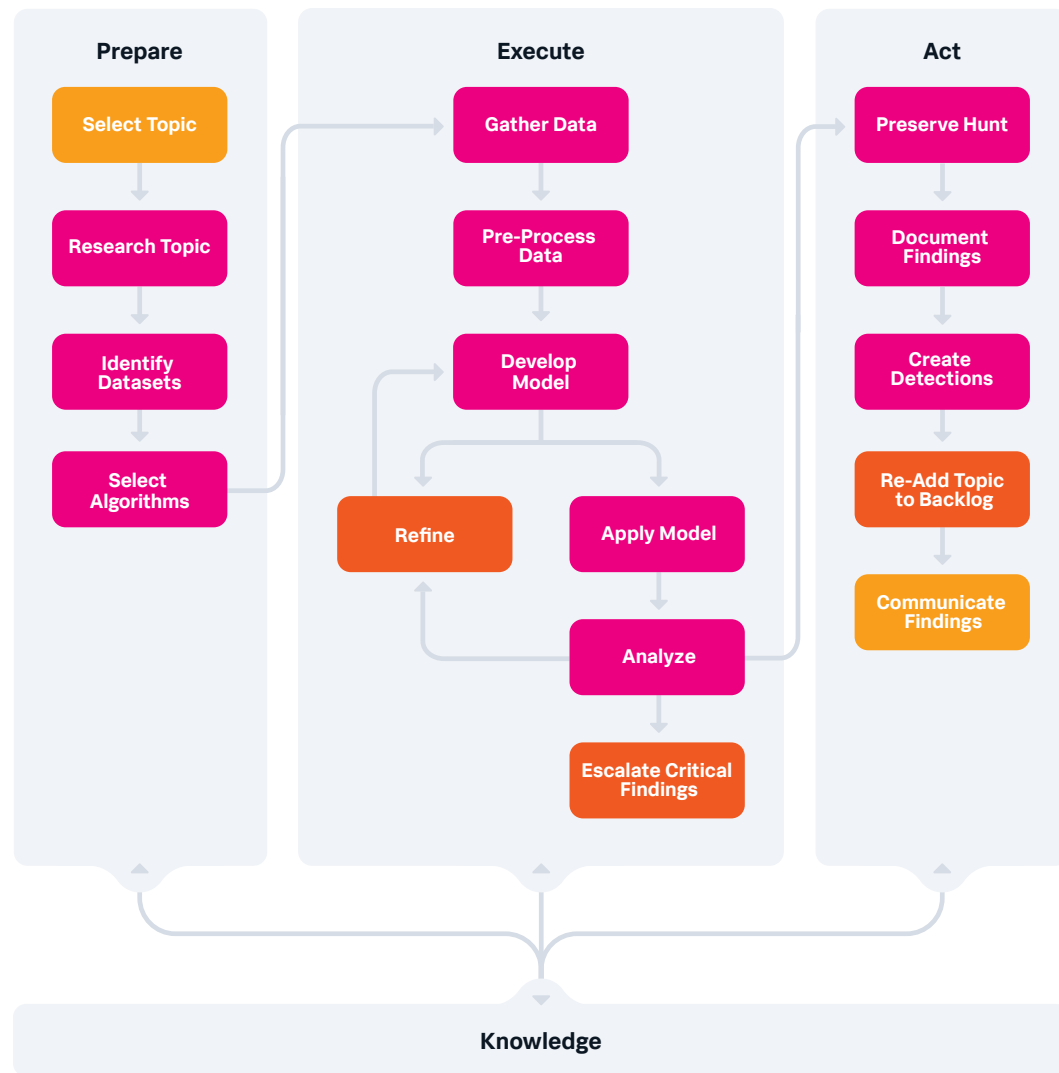 Prepare
Select Topic
Research Topic
Identify
Datasets
Select
Algorithms
Execute
Gather Data
Pre-Process
Data
Develop
Model
Refine
Apply Model
Analyze
Escalate Critical
Findings
Act
Preserve Hunt
Document
Findings
Create
Detections
Re-Add Topic
to Backlog
Communicate
Findings
Knowledge